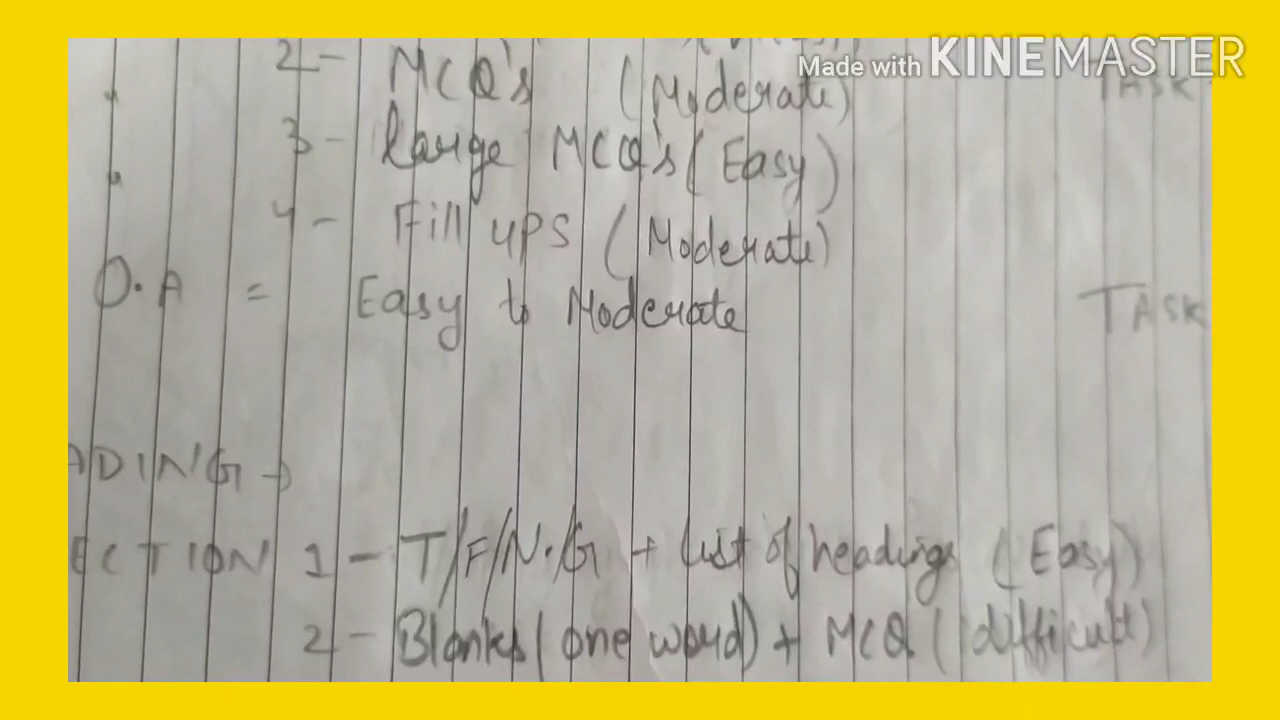 2- MCQ's (Moderate)
Made with KINEMASTER
TASK
3- large MCQ's (Easy)
4- Fill ups (Moderate)
O.A = Easy to Moderate
TASK
ADING →
ECTION 1 - T/F/N.G + list of headings (Easy)
2 - Blanks (one word) + MCQ (difficult)